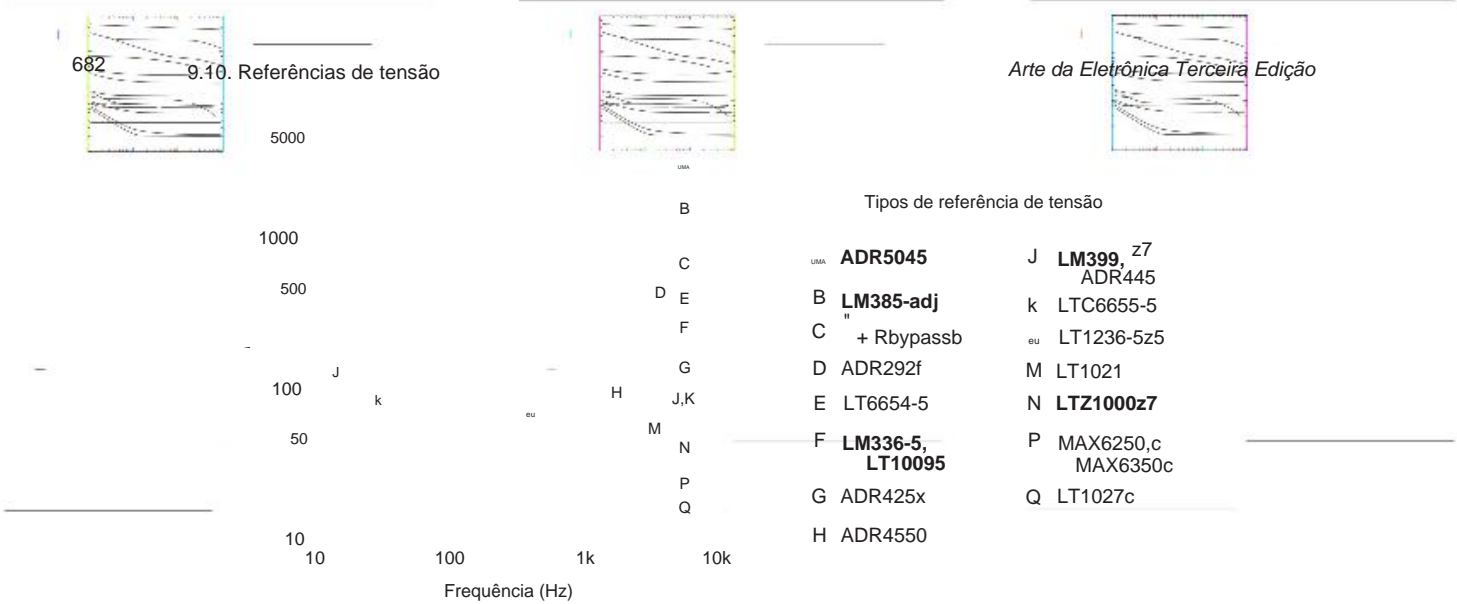 682
9.10. Referências de tensão
Arte da Eletrônica Terceira Edição
5000
UMA
B
1000
C
500
D
E
F
G
J
100
k
H
J,K
eu
M
50
N
P
Q
10
10
100
1k
10k
Frequência (Hz)
Tipos de referência de tensão
UMA ADR5045
B LM385-adj
C " + Rbypassb
D ADR292f
E LT6654-5
F LM336-5,
LT10095
G ADR425x
H ADR4550
J LM399, z7
ADR445
k LTC6655-5
eu LT1236-5z5
M LT1021
N LTZ1000z7
P MAX6250,c
MAX6350c
Q LT1027c